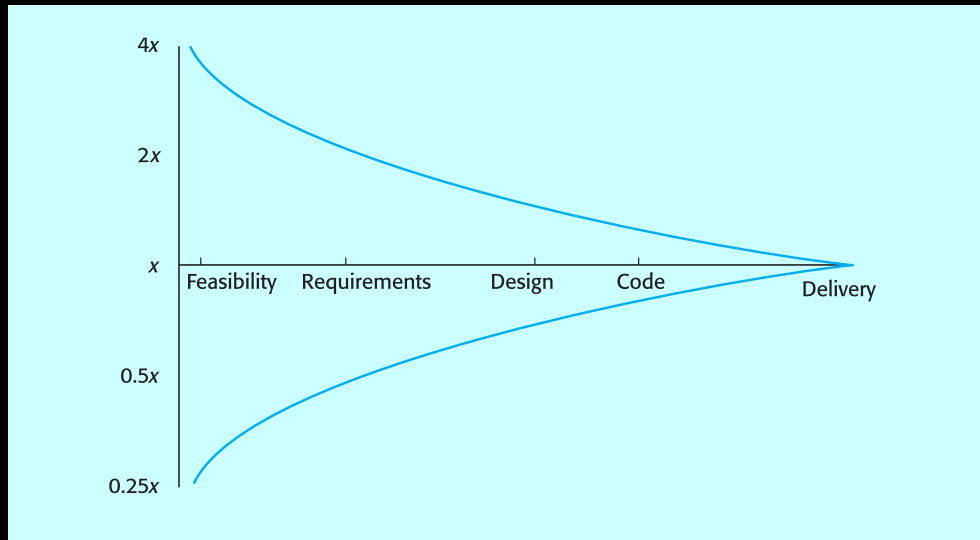 4x
2x
x
Feasibility Requirements Design Code Delivery
0.5x
0.25x